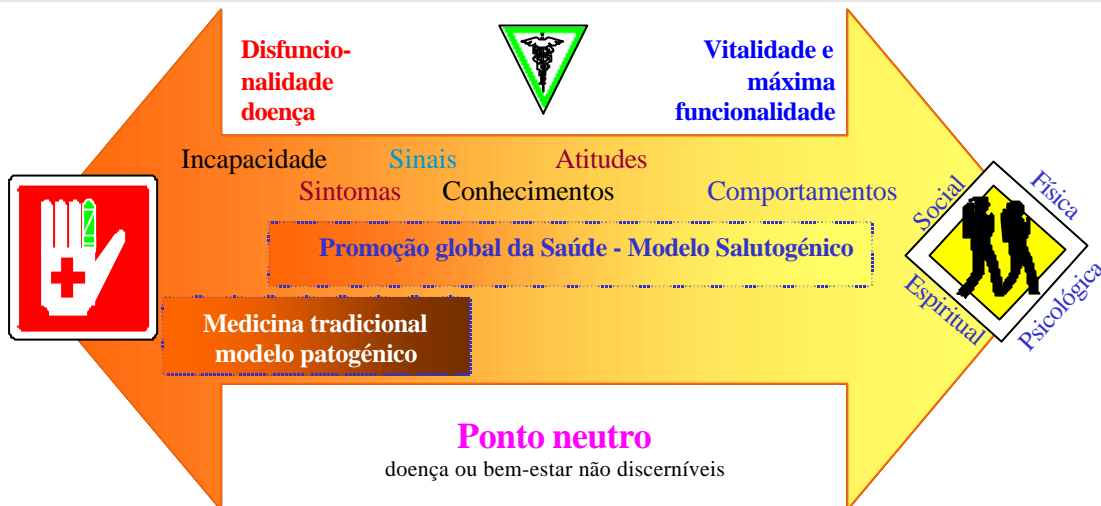 Disfuncio-
nalidade
doença
Vitalidade e
máxima
funcionalidade
Incapacidade Sinais Atitudes
Sintomas Conhecimentos Comportamentos
Social
Física
Promoção global da Saúde - Modelo Salutogénico
Espiritual
Psicológica
Medicina tradicional
modelo patogénico
Ponto neutro
doença ou bem-estar não discerníveis